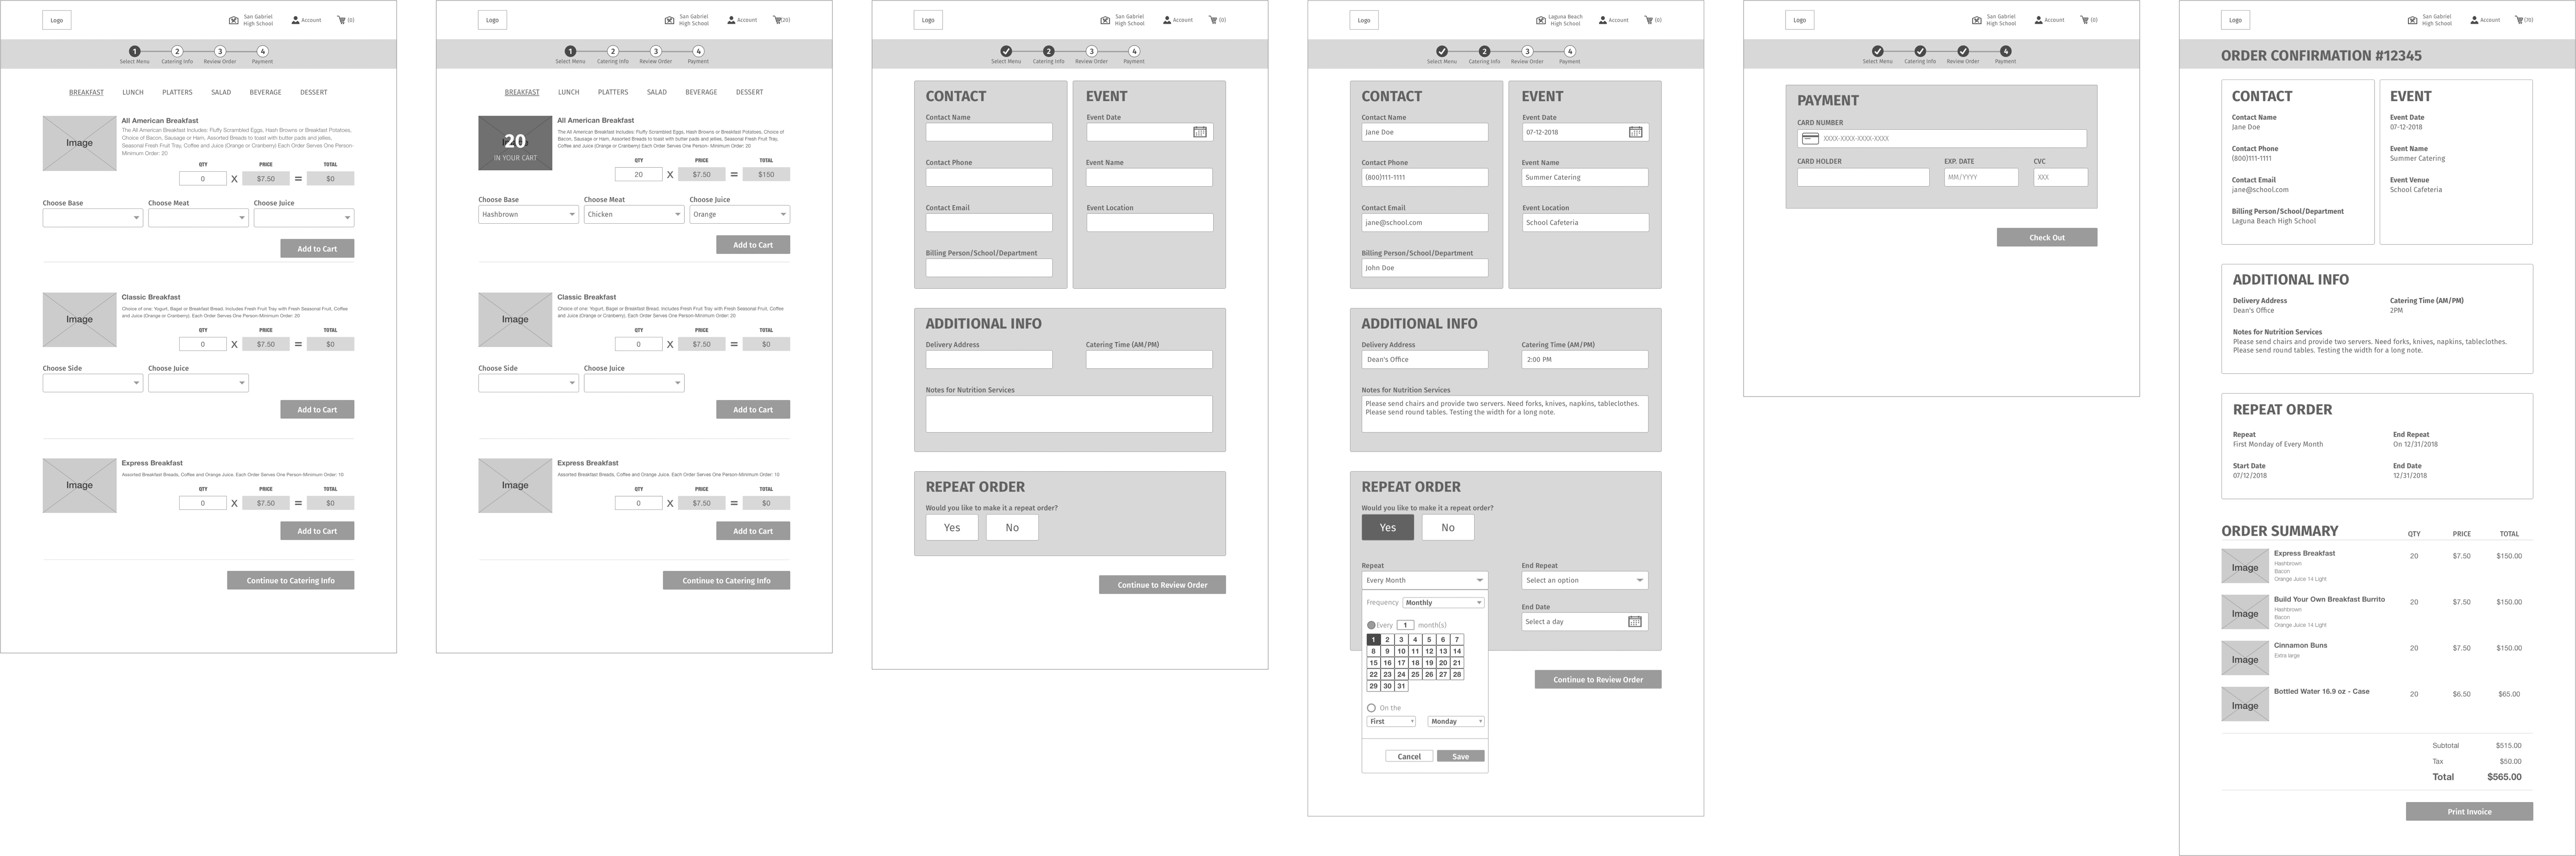 Logo
San Gabriel
High School
Account
(0)
1 2 3 4
Select Menu Catering Info Review Order Payment
BREAKFAST LUNCH PLATTERS SALAD BEVERAGE DESSERT
Image
All American Breakfast
The All American Breakfast Includes: Fluffy Scrambled Eggs, Hash Browns or Breakfast Potatoes,
Choice of Bacon, Sausage or Ham, Assorted Breads to toast with butter pads and jellies,
Seasonal Fresh Fruit Tray, Coffee and Juice (Orange or Cranberry) Each Order Serves One Person-
Minimum Order: 20
QTY PRICE TOTAL
0 X $7.50 = $0
Choose Base Choose Meat Choose Juice
Add to Cart
Image
Classic Breakfast
Choice of one: Yogurt, Bagel or Breakfast Bread. Includes Fresh Fruit Tray with Fresh Seasonal Fruit, Coffee
and Juice (Orange or Cranberry). Each Order Serves One Person-Minimum Order: 20
QTY PRICE TOTAL
0 X $7.50 = $0
Choose Side Choose Juice
Add to Cart
Image
Express Breakfast
Assorted Breakfast Breads, Coffee and Orange Juice. Each Order Serves One Person-Minimum Order: 10
QTY PRICE TOTAL
0 X $7.50 = $0
Add to Cart
Continue to Catering Info
Logo
San Gabriel
High School
Account
(20)
1 2 3 4
Select Menu Catering Info Review Order Payment
BREAKFAST LUNCH PLATTERS SALAD BEVERAGE DESSERT
20
IN YOUR CART
All American Breakfast
The All American Breakfast Includes: Fluffy Scrambled Eggs, Hash Browns or Breakfast Potatoes, Choice of
Bacon, Sausage or Ham, Assorted Breads to toast with butter pads and jellies, Seasonal Fresh Fruit Tray,
Coffee and Juice (Orange or Cranberry) Each Order Serves One Person- Minimum Order: 20
QTY PRICE TOTAL
20 X $7.50 = $150
Choose Base Choose Meat Choose Juice
Hashbrown Chicken Orange
Add to Cart
Image
Classic Breakfast
Choice of one: Yogurt, Bagel or Breakfast Bread. Includes Fresh Fruit Tray with Fresh Seasonal Fruit, Coffee
and Juice (Orange or Cranberry). Each Order Serves One Person-Minimum Order: 20
QTY PRICE TOTAL
0 X $7.50 = $0
Choose Side Choose Juice
Add to Cart
Image
Express Breakfast
Assorted Breakfast Breads, Coffee and Orange Juice. Each Order Serves One Person-Minimum Order: 10
QTY PRICE TOTAL
0 X $7.50 = $0
Add to Cart
Continue to Catering Info
Logo
San Gabriel
High School
Account
(0)
2 3 4
Select Menu Catering Info Review Order Payment
CONTACT
Contact Name
Contact Phone
Contact Email
Billing Person/School/Department
EVENT
Event Date
Event Name
Event Location
ADDITIONAL INFO
Delivery Address Catering Time (AM/PM)
Notes for Nutrition Services
REPEAT ORDER
Would you like to make it a repeat order?
Yes No
Continue to Review Order
Logo
Laguna Beach
High School
Account
(0)
2 3 4
Select Menu Catering Info Review Order Payment
CONTACT
Contact Name
Jane Doe
Contact Phone
(800)111-1111
Contact Email
jane@school.com
Billing Person/School/Department
John Doe
EVENT
Event Date
07-12-2018
Event Name
Summer Catering
Event Location
School Cafeteria
ADDITIONAL INFO
Delivery Address Catering Time (AM/PM)
Dean's Office 2:00 PM
Notes for Nutrition Services
Please send chairs and provide two servers. Need forks, knives, napkins, tableclothes.
Please send round tables. Testing the width for a long note.
REPEAT ORDER
Would you like to make it a repeat order?
Yes No
Repeat End Repeat
Every Month Select an option
Frequency Monthly
End Date
Select a day
Every 1 month(s)
1 2 3 4 5 6 7
8 9 10 11 12 13 14
15 16 17 18 19 20 21
22 23 24 25 26 27 28
29 30 31
On the
First Monday
Cancel Save
Continue to Review Order
Logo
San Gabriel
High School
Account
(0)
4
Select Menu Catering Info Review Order Payment
PAYMENT
CARD NUMBER
XXXX-XXXX-XXXX-XXXX
CARD HOLDER EXP. DATE CVC
MM/YYYY XXX
Check Out
Logo
San Gabriel
High School
Account
(70)
ORDER CONFIRMATION #12345
CONTACT
Contact Name
Jane Doe
Contact Phone
(800)111-1111
Contact Email
jane@school.com
Billing Person/School/Department
Laguna Beach High School
EVENT
Event Date
07-12-2018
Event Name
Summer Catering
Event Venue
School Cafeteria
ADDITIONAL INFO
Delivery Address Catering Time (AM/PM)
Dean's Office 2PM
Notes for Nutrition Services
Please send chairs and provide two servers. Need forks, knives, napkins, tableclothes.
Please send round tables. Testing the width for a long note.
REPEAT ORDER
Repeat End Repeat
First Monday of Every Month On 12/31/2018
Start Date End Date
07/12/2018 12/31/2018
ORDER SUMMARY QTY PRICE TOTAL
Image
Express Breakfast 20 $7.50 $150.00
Hashbrown
Bacon
Orange Juice 14 Light
Image
Build Your Own Breakfast Burrito 20 $7.50 $150.00
Hashbrown
Bacon
Orange Juice 14 Light
Image
Cinnamon Buns 20 $7.50 $150.00
Extra large
Image
Bottled Water 16.9 oz - Case 20 $6.50 $65.00
Subtotal $515.00
Tax $50.00
Total $565.00
Print Invoice